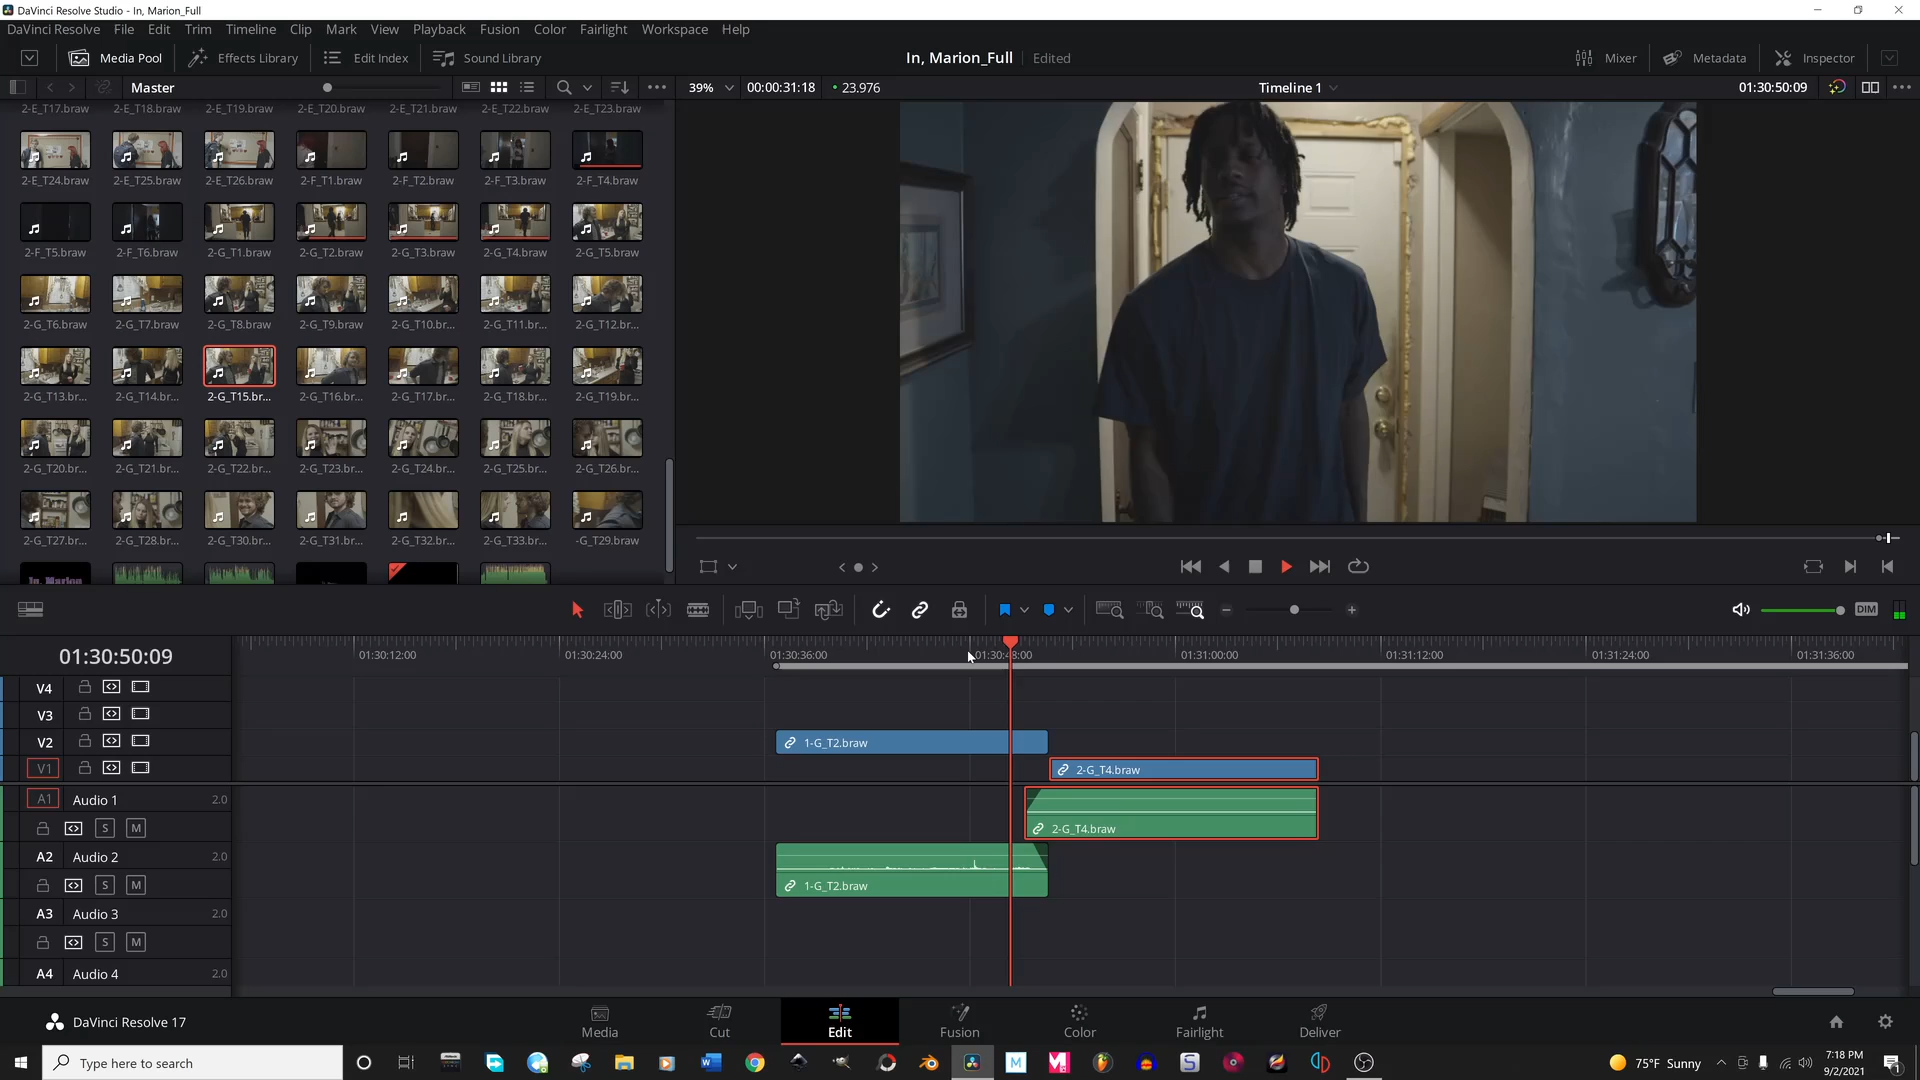 DaVinci Resolve Studio - In, Marion_Full
DaVinci Resolve File Edit Trim Timeline Clip Mark View Playback Fusion Color Fairlight Workspace Help
Media Pool Effects Library Edit Index Sound Library In, Marion_Full Edited Mixer Metadata Inspector
Master 39% 00:00:31:18 23.976 Timeline 1 01:30:50:09
2-E_T17.braw 2-E_T18.braw 2-E_T19.braw 2-E_T20.braw 2-E_T21.braw 2-E_T22.braw 2-E_T23.braw
2-E_T24.braw 2-E_T25.braw 2-E_T26.braw 2-F_T1.braw 2-F_T2.braw 2-F_T3.braw 2-F_T4.braw
2-F_T5.braw 2-F_T6.braw 2-G_T1.braw 2-G_T2.braw 2-G_T3.braw 2-G_T4.braw 2-G_T5.braw
2-G_T6.braw 2-G_T7.braw 2-G_T8.braw 2-G_T9.braw 2-G_T10.br... 2-G_T11.br... 2-G_T12.br...
2-G_T13.br... 2-G_T14.br... 2-G_T15.br... 2-G_T16.br... 2-G_T17.br... 2-G_T18.br... 2-G_T19.br...
2-G_T20.br... 2-G_T21.br... 2-G_T22.br... 2-G_T23.br... 2-G_T24.br... 2-G_T25.br... 2-G_T26.br...
2-G_T27.br... 2-G_T28.br... 2-G_T30.br... 2-G_T31.br... 2-G_T32.br... 2-G_T33.br... -G_T29.braw
In, Marion
DIM
01:30:50:09 01:30:12:00 01:30:24:00 01:30:36:00 01:30:48:00 01:31:00:00 01:31:12:00 01:31:24:00 01:31:36:00
V4
V3
V2 1-G_T2.braw
V1 2-G_T4.braw
A1 Audio 1 2.0
S M 2-G_T4.braw
A2 Audio 2 2.0
S M 1-G_T2.braw
A3 Audio 3 2.0
S M
A4 Audio 4 2.0
DaVinci Resolve 17 Media Cut Edit Fusion Color Fairlight Deliver
Type here to search 75°F Sunny 7:18 PM
9/2/2021